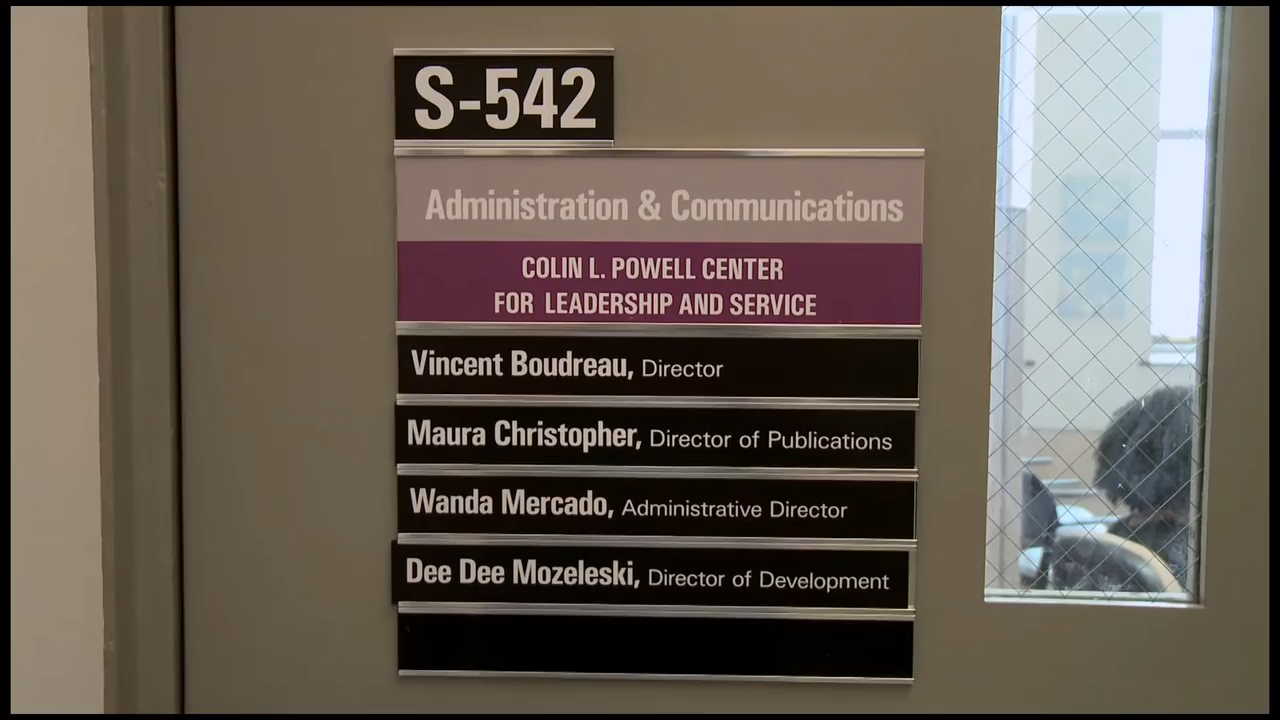 S-542
Administration & Communications
COLIN L. POWELL CENTER
FOR LEADERSHIP AND SERVICE
Vincent Boudreau, Director
Maura Christopher, Director of Publications
Wanda Mercado, Administrative Director
Dee Dee Mozeleski, Director of Development